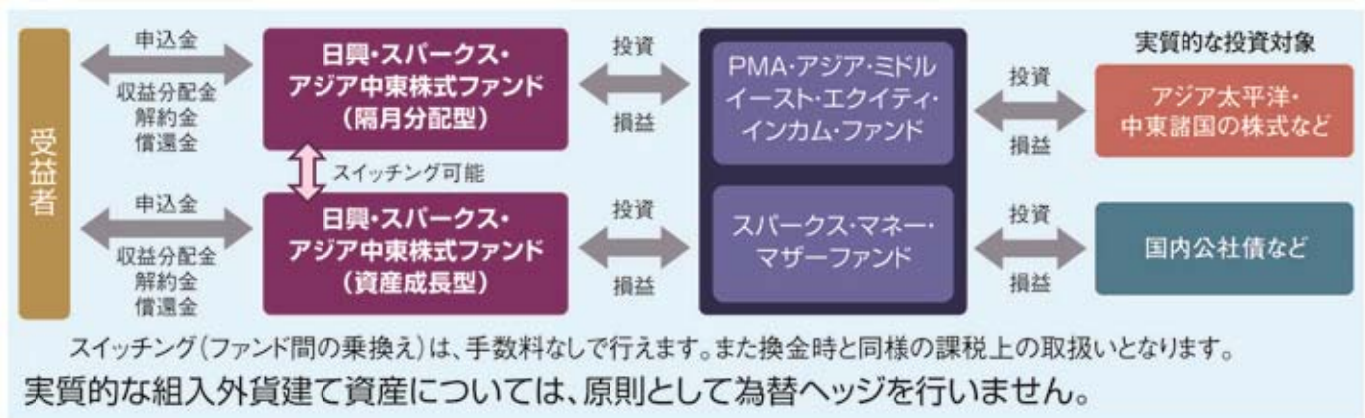 受益者
申込金
収益分配金
解約金
償還金
日興・スパークス・
アジア中東株式ファンド
(隔月分配型)
投資
損益
スイッチング可能
申込金
収益分配金
解約金
償還金
日興・スパークス・
アジア中東株式ファンド
(資産成長型)
投資
損益
PMA・アジア・ミドル
イースト・エクイティ・
インカム・ファンド
スパークス・マネー・
マザーファンド
投資
損益
投資
損益
実質的な投資対象
アジア太平洋・
中東諸国の株式など
国内公社債など
スイッチング(ファンド間の乗換え)は、手数料なしで行えます。また換金時と同様の課税上の取扱いとなります。
実質的な組入外貨建て資産については、原則として為替ヘッジを行いません。